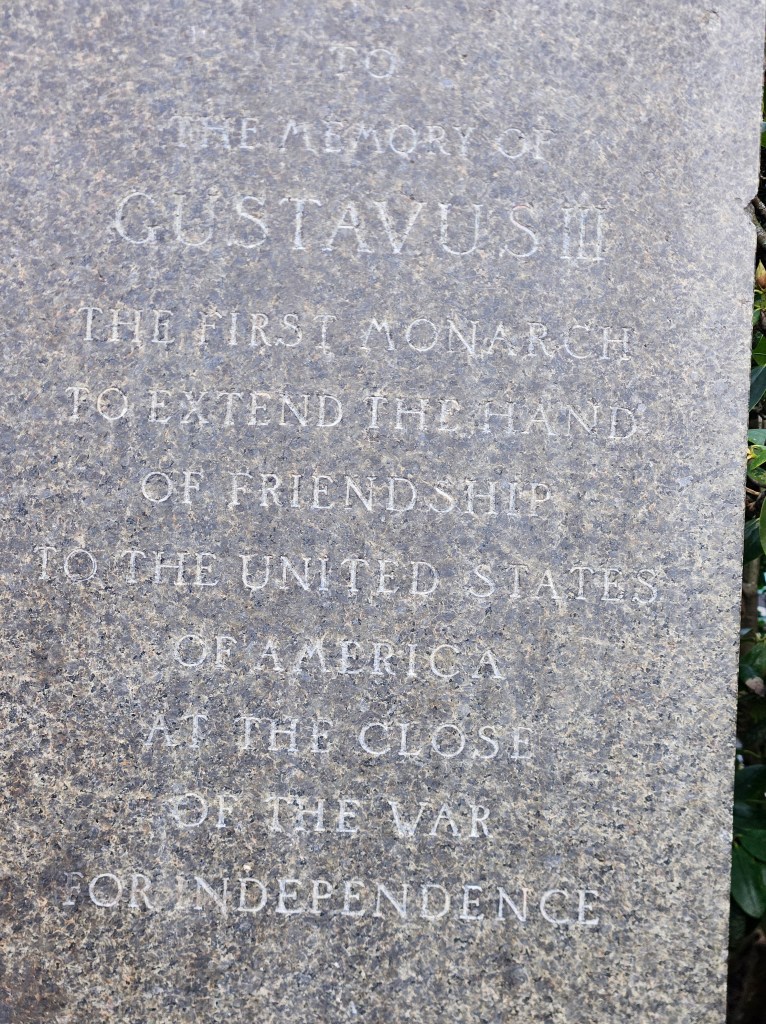 TO
THE MEMORY OF
GUSTAVUS III
THE FIRST MONARCH
TO EXTEND THE HAND
OF FRIENDSHIP
TO THE UNITED STATES
OF AMERICA
AT THE CLOSE
OF THE WAR
FOR INDEPENDENCE